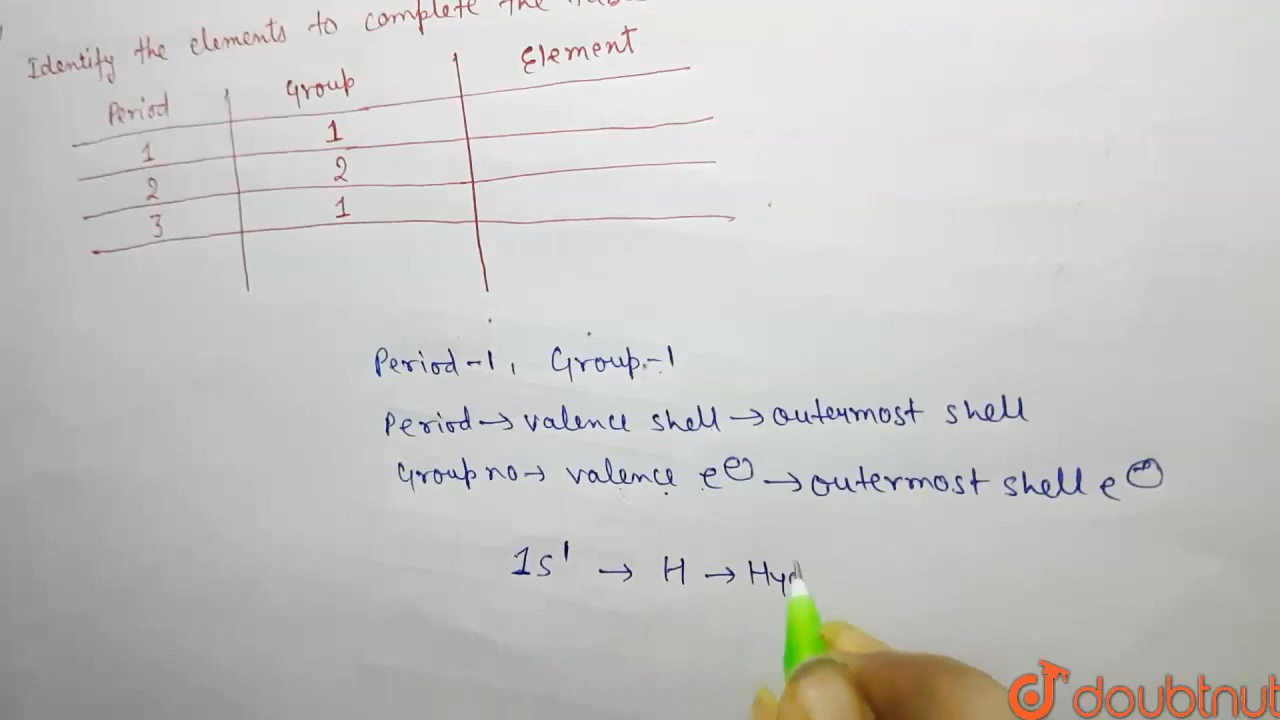 Identify the elements to complete the
Period Group Element
1 1
2 2
3 1
Period-1, Group-1
Period→ valence shell → outermost shell
Group no→ valence e⊖ → outermost shell e⊖
1s¹ → H → Hyd
doubtnut